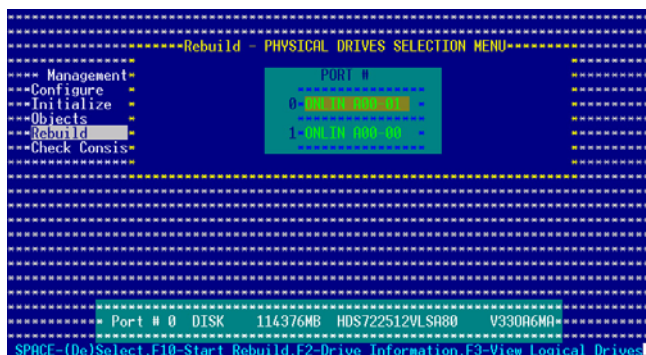 Rebuild - PHYSICAL DRIVES SELECTION MENU
Management
PORT #
Configure
Initialize
0 ONLIN A00-01
Objects
Rebuild
1 ONLIN A00-00
Check Consis
Port # 0 DISK 114376MB HDS722512VLSA80 V33OA6MA
SPACE-(De)Select,F10-Start Rebuild,F2-Drive Information,F3-View Logical Drives